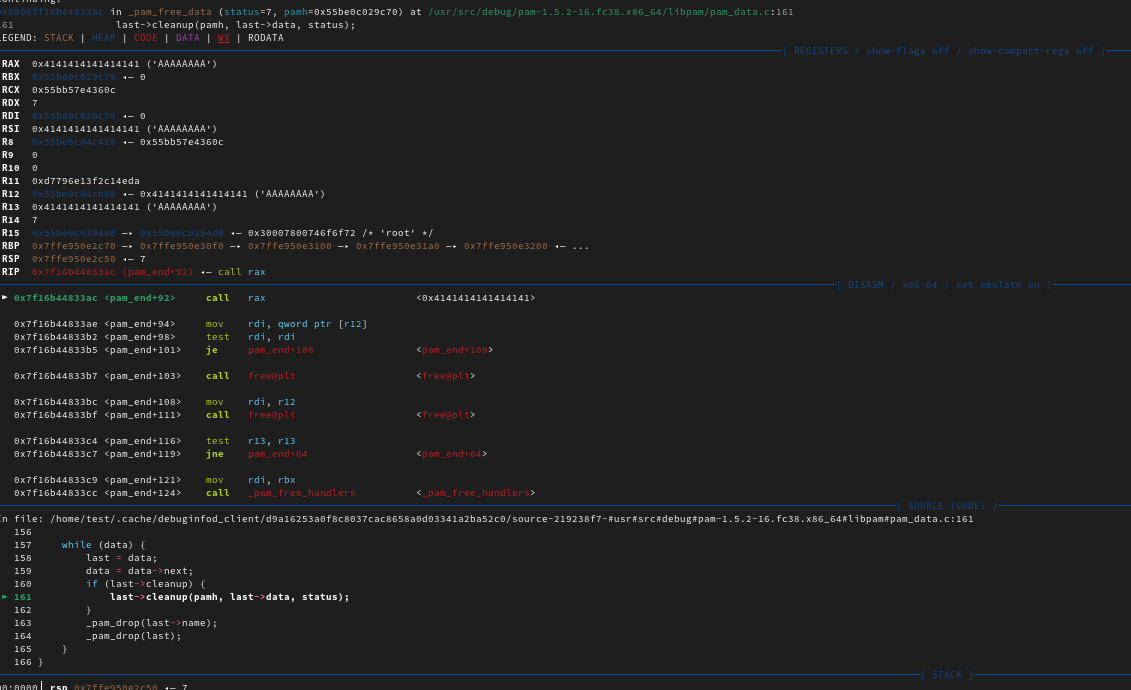 0x00007f16b44833ac in _pam_free_data (status=7, pamh=0x55be0c029c70) at /usr/src/debug/pam-1.5.2-16.fc38.x86_64/libpam/pam_data.c:161
161 last->cleanup(pamh, last->data, status);
LEGEND: STACK | HEAP | CODE | DATA | WX | RODATA
[ REGISTERS / show-flags off / show-compact-regs off ]
RAX 0x4141414141414141 ('AAAAAAAA')
RBX 0x55be0c029c70 ◂— 0
RCX 0x55bb57e4360c
RDX 7
RDI 0x55be0c029c70 ◂— 0
RSI 0x4141414141414141 ('AAAAAAAA')
R8 0x55be0c04c420 ◂— 0x55bb57e4360c
R9 0
R10 0
R11 0xd7796e13f2c14eda
R12 ◂— 0x4141414141414141 ('AAAAAAAA')
R13 0x4141414141414141 ('AAAAAAAA')
R14 7
R15 —▸ ◂— 0x30007800746f6f72 /* 'root' */
RBP 0x7ffe950e2c70 —▸ 0x7ffe950e30f0 —▸ 0x7ffe950e3100 —▸ 0x7ffe950e31a0 —▸ 0x7ffe950e3200 ◂— ...
RSP 0x7ffe950e2c50 ◂— 7
RIP 0x7f16b44833ac (pam_end+92) ◂— call rax
[ DISASM / x86-64 / set emulate on ]
► 0x7f16b44833ac <pam_end+92> call rax <0x4141414141414141>
0x7f16b44833ae <pam_end+94> mov rdi, qword ptr [r12]
0x7f16b44833b2 <pam_end+98> test rdi, rdi
0x7f16b44833b5 <pam_end+101> je pam_end+108 <pam_end+108>
0x7f16b44833b7 <pam_end+103> call free@plt <free@plt>
0x7f16b44833bc <pam_end+108> mov rdi, r12
0x7f16b44833bf <pam_end+111> call free@plt <free@plt>
0x7f16b44833c4 <pam_end+116> test r13, r13
0x7f16b44833c7 <pam_end+119> jne pam_end+64 <pam_end+64>
0x7f16b44833c9 <pam_end+121> mov rdi, rbx
0x7f16b44833cc <pam_end+124> call _pam_free_handlers <_pam_free_handlers>
[ SOURCE (CODE) ]
In file: /home/test/.cache/debuginfod_client/d9a16253a0f8c8037cac8658a0d03341a2ba52c0/source-219238f7-#usr#src#debug#pam-1.5.2-16.fc38.x86_64#libpam#pam_data.c:161
156
157 while (data) {
158 last = data;
159 data = data->next;
160 if (last->cleanup) {
► 161 last->cleanup(pamh, last->data, status);
162 }
163 _pam_drop(last->name);
164 _pam_drop(last);
165 }
166 }
[ STACK ]
00:0000│ rsp 0x7ffe950e2c50 ◂— 7